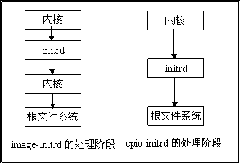 内核
initrd
内核
根文件系统
image-initrd 的处理阶段
内核
initrd
根文件系统
cpio-initrd 的处理阶段